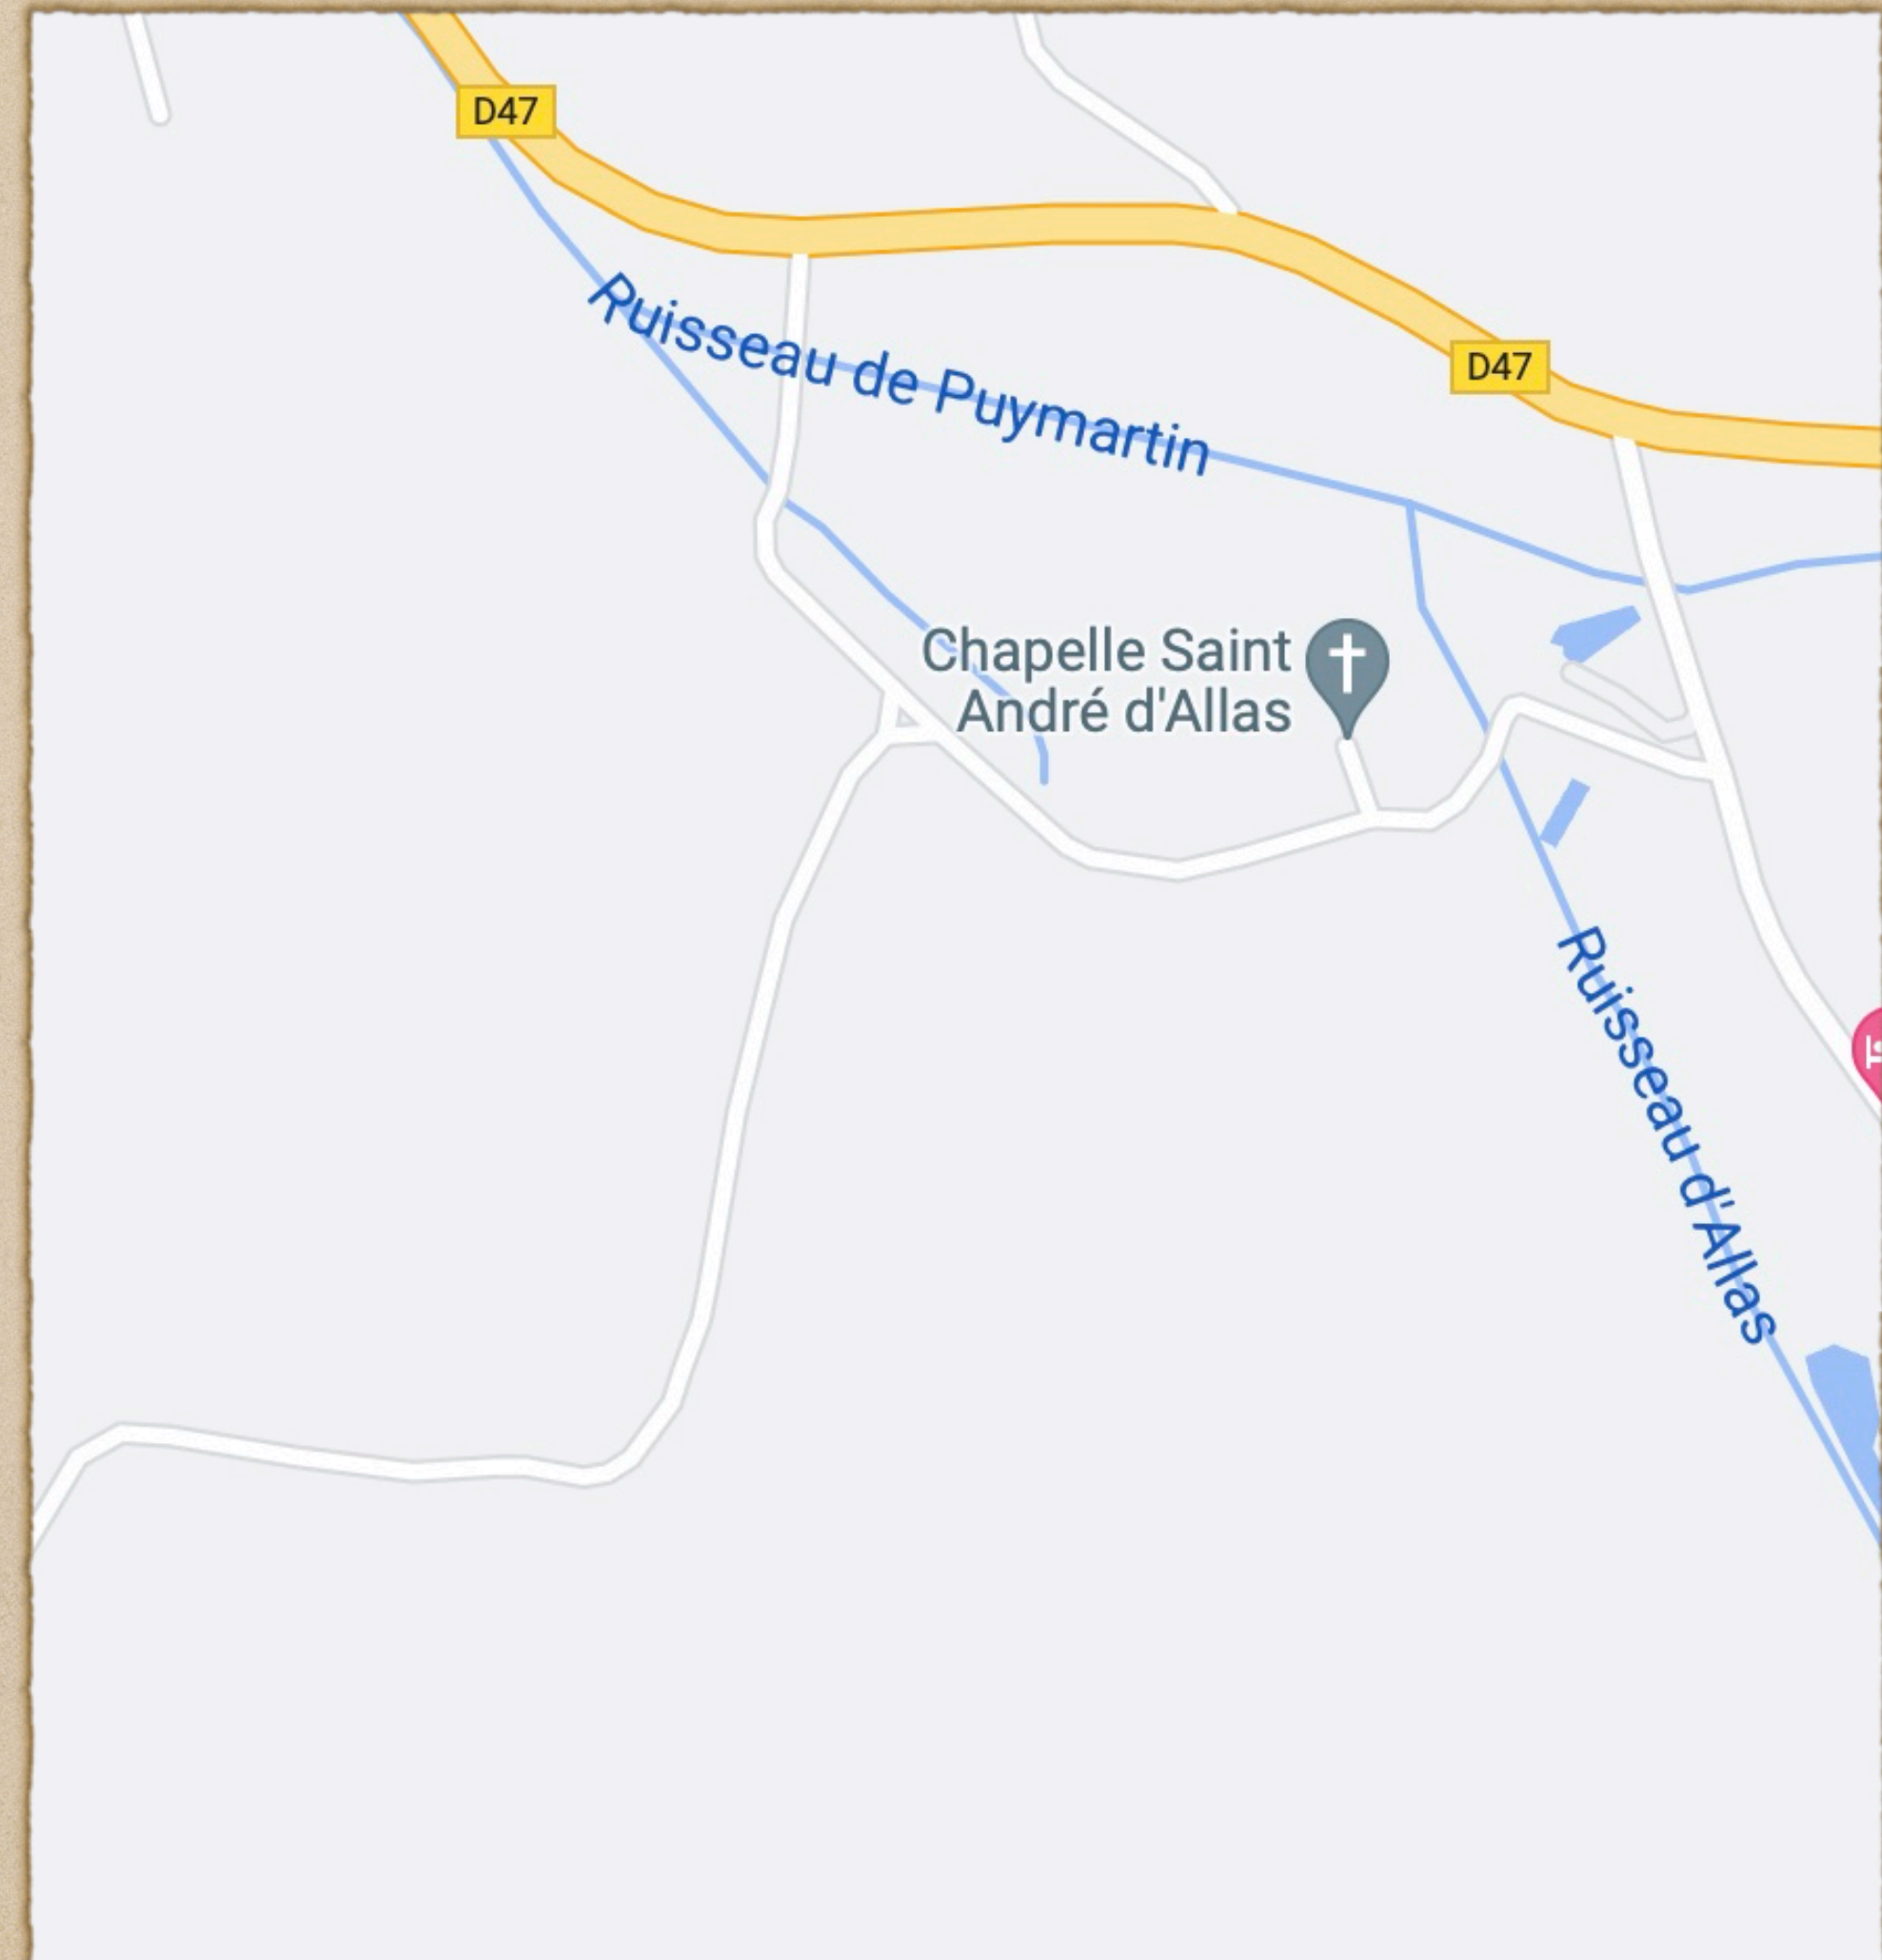 D47
Ruisseau de Puymartin
D47
Chapelle Saint
André d'Allas
Ruisseau d'Allas